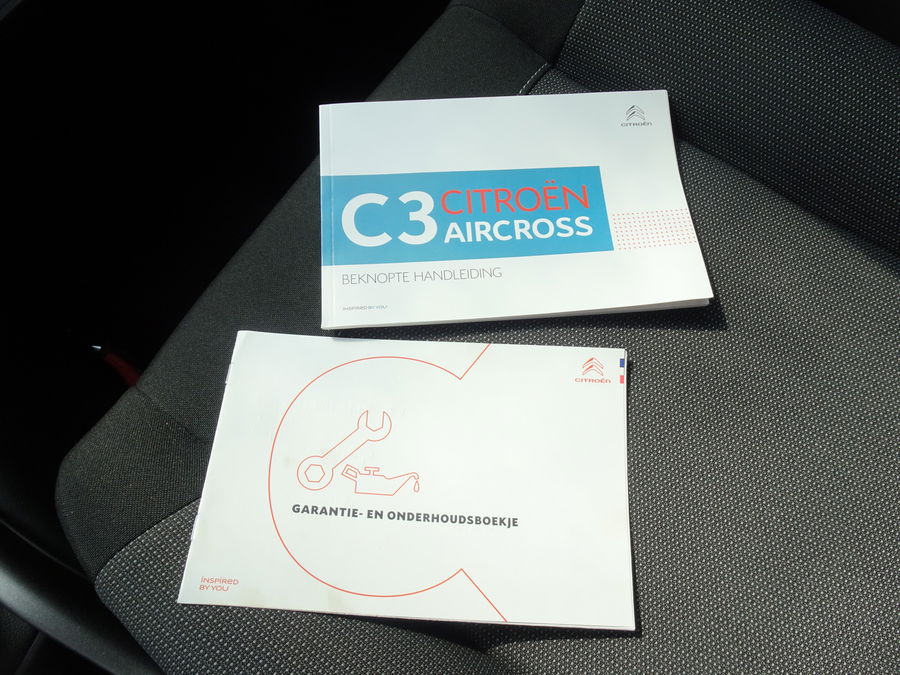 CITROËN
C3 CITROËN
AIRCROSS
BEKNOPTE HANDLEIDING
INSPIRED BY YOU
CITROËN
GARANTIE- EN ONDERHOUDSBOEKJE
INSPIRED
BY YOU